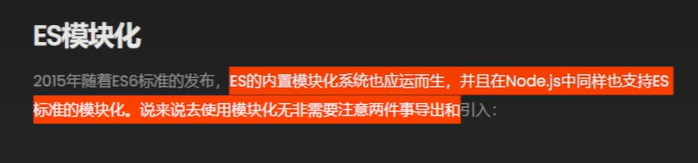 ES模块化
2015年随着ES6标准的发布，ES的内置模块化系统也应运而生，并且在Node.js中同样也支持ES
标准的模块化。说来说去使用模块化无非需要注意两件事导出和引入：